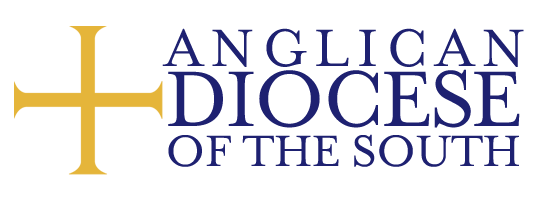 ANGLICAN
DIOCESE
OF THE SOUTH